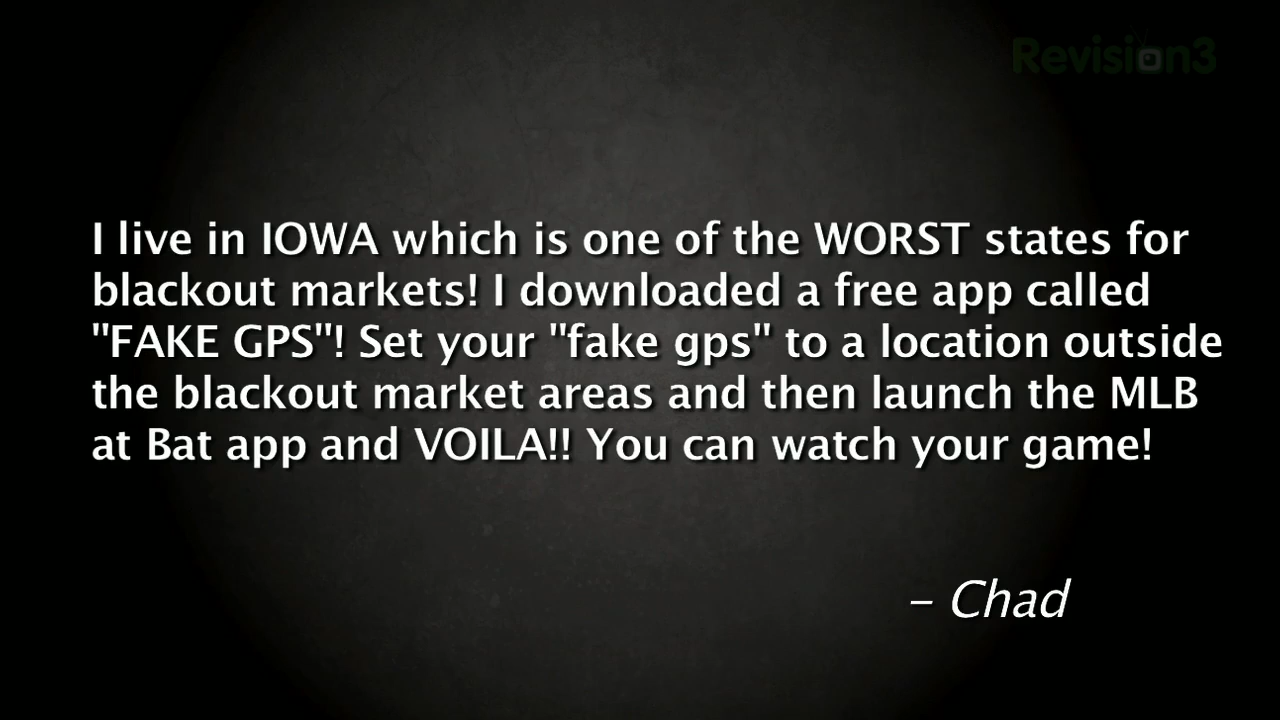 Revision3
I live in IOWA which is one of the WORST states for
blackout markets! I downloaded a free app called
"FAKE GPS"! Set your "fake gps" to a location outside
the blackout market areas and then launch the MLB
at Bat app and VOILA!! You can watch your game!
– Chad